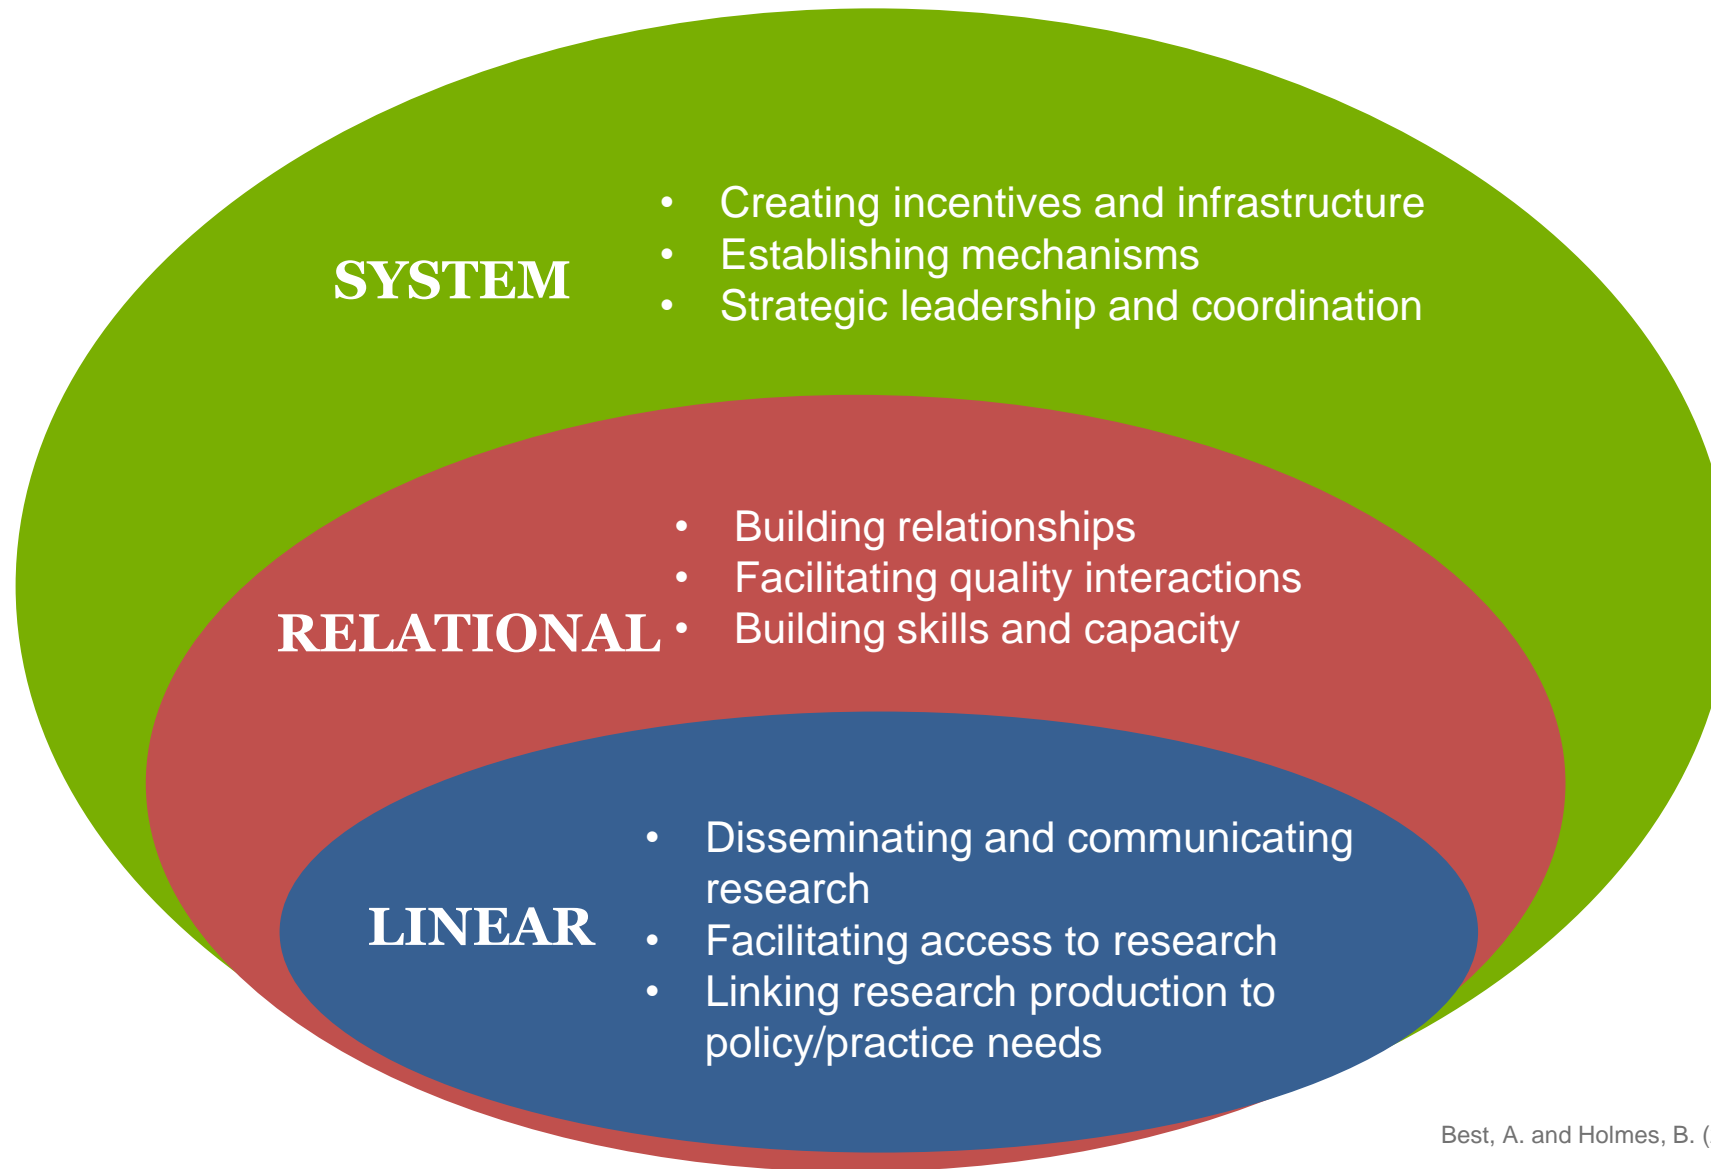 • Creating incentives and infrastructure
• Establishing mechanisms
• Strategic leadership and coordination
SYSTEM
• Building relationships
• Facilitating quality interactions
• Building skills and capacity
RELATIONAL
• Disseminating and communicating
research
• Facilitating access to research
• Linking research production to
policy/practice needs
LINEAR
Best, A. and Holmes, B. (